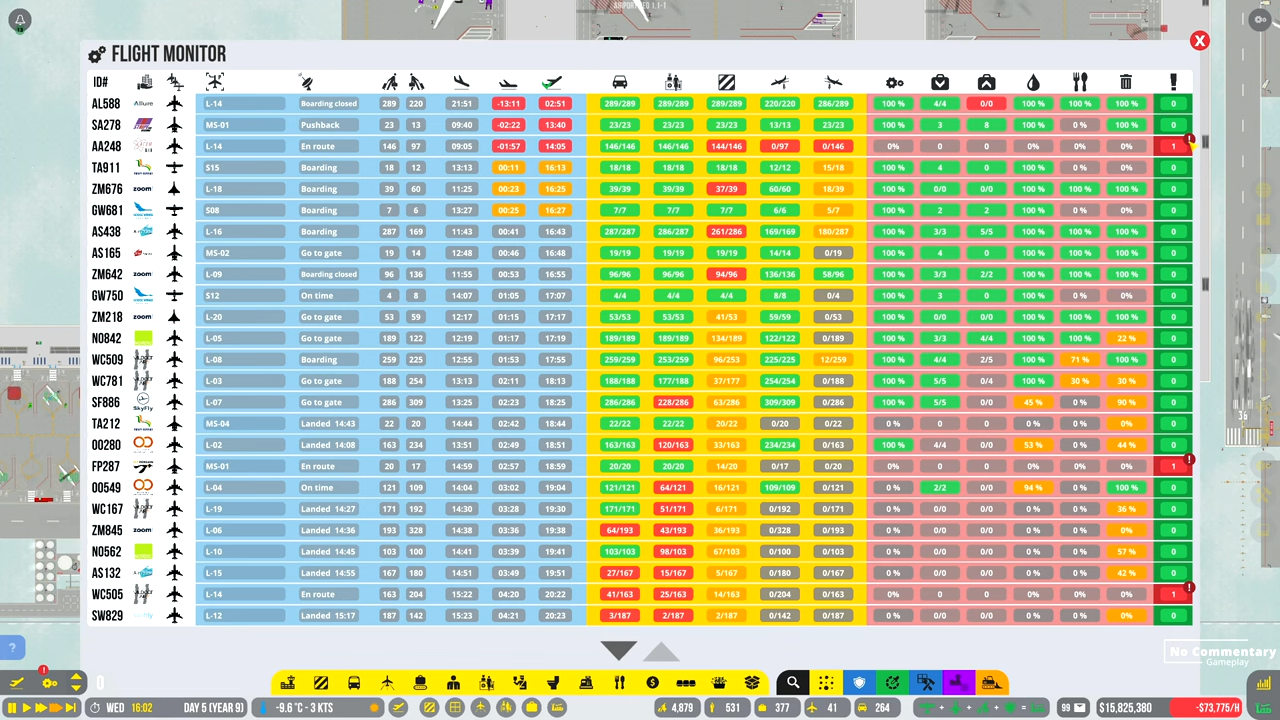 FLIGHT MONITOR
X
ID#
AL588 Allure L-14 Boarding closed 289 220 21:51 -13:11 02:51 289/289 289/289 289/289 220/220 286/289 100 % 4/4 0/0 100 % 100 % 100 % 0
SA278 MS-01 Pushback 23 13 09:40 -02:22 13:40 23/23 23/23 23/23 13/13 23/23 100 % 3 8 100 % 0 % 100 % 0
AA248 L-14 En route 146 97 09:05 -01:57 14:05 146/146 146/146 144/146 0/97 0/146 0% 0 0 0 % 0 % 0% 1
TA911 S15 Boarding 18 12 13:13 00:11 16:13 18/18 18/18 18/18 12/12 15/18 100 % 4 0 100 % 100 % 100 % 0
ZM676 zoom! L-18 Boarding 39 60 11:25 00:23 16:25 39/39 39/39 37/39 60/60 18/39 100 % 0/0 0/0 100 % 100 % 100 % 0
GW681 S08 Boarding 7 6 13:27 00:25 16:27 7/7 7/7 7/7 6/6 5/7 100 % 2 2 100 % 0 % 0% 0
AS438 L-16 Boarding 287 169 11:43 00:41 16:43 287/287 286/287 261/286 169/169 180/287 100 % 3/3 5/5 100 % 100 % 100 % 0
AS165 MS-02 Go to gate 19 14 12:48 00:46 16:48 19/19 19/19 19/19 14/14 0/19 100 % 4 0 100 % 100 % 100 % 0
ZM642 zoom! L-09 Boarding closed 96 136 11:55 00:53 16:55 96/96 96/96 94/96 136/136 58/96 100 % 3/3 2/2 100 % 100 % 100 % 0
GW750 S12 On time 4 8 14:07 01:05 17:07 4/4 4/4 4/4 8/8 0/4 100 % 3 0 100 % 0 % 0% 0
ZM218 zoom! L-20 Go to gate 53 59 12:17 01:15 17:17 53/53 53/53 41/53 59/59 0/53 100 % 0/0 0/0 100 % 100 % 100 % 0
NO842 L-05 Go to gate 189 122 12:19 01:17 17:19 189/189 189/189 134/189 122/122 0/189 100 % 3/3 4/4 100 % 100 % 22 % 0
WC509 L-08 Boarding 259 225 12:55 01:53 17:55 259/259 253/259 96/253 225/225 12/259 100 % 4/4 2/5 100 % 71 % 100 % 0
WC781 L-03 Go to gate 188 254 13:13 02:11 18:13 188/188 177/188 37/177 254/254 0/188 100 % 5/5 0/4 100 % 30 % 30 % 0
SF886 SkyFly L-07 Go to gate 286 309 13:25 02:23 18:25 286/286 228/286 63/286 309/309 0/286 100 % 5/5 0/0 45 % 0 % 90 % 0
TA212 MS-04 Landed 14:43 22 20 14:44 02:42 18:44 22/22 22/22 20/22 0/20 0/22 0 % 0 0 0 % 0 % 0% 0
OO280 L-02 Landed 14:08 163 234 13:51 02:49 18:51 163/163 120/163 33/163 234/234 0/163 100 % 4/4 0/0 53 % 0 % 44 % 0
FP287 MS-01 En route 20 17 14:59 02:57 18:59 20/20 20/20 14/20 0/17 0/20 0% 0 0 0 % 0 % 0% 1
OO549 L-04 On time 121 109 14:04 03:02 19:04 121/121 64/121 16/121 109/109 0/121 0 % 2/2 0/0 94 % 0 % 100 % 0
WC167 L-19 Landed 14:27 171 192 14:30 03:28 19:30 171/171 51/171 6/171 0/192 0/171 0 % 0/0 0/0 0 % 0 % 36 % 0
ZM845 zoom! L-06 Landed 14:36 193 328 14:38 03:36 19:38 64/193 43/193 36/193 0/328 0/193 0 % 0/0 0/0 0 % 0 % 0% 0
NO562 L-10 Landed 14:45 103 100 14:41 03:39 19:41 103/103 98/103 67/103 0/100 0/103 0 % 0/0 0/0 0 % 0 % 57 % 0
AS132 L-15 Landed 14:55 167 180 14:51 03:49 19:51 27/167 15/167 5/167 0/180 0/167 0 % 0/0 0/0 0 % 0 % 42 % 0
WC505 L-14 En route 163 204 15:22 04:20 20:22 41/163 25/163 14/163 0/204 0/163 0 % 0/0 0/0 0 % 0 % 0% 1
SW829 L-12 Landed 15:17 187 142 15:23 04:21 20:23 3/187 2/187 2/187 0/142 0/187 0 % 0/0 0/0 0 % 0 % 0% 0
36
No Commentary
Gameplay
?
0
WED 16:02 DAY 5 (YEAR 9) -9.6 °C - 3 KTS 4,879 531 377 41 264 99 $15,825,380 -$73,775/H